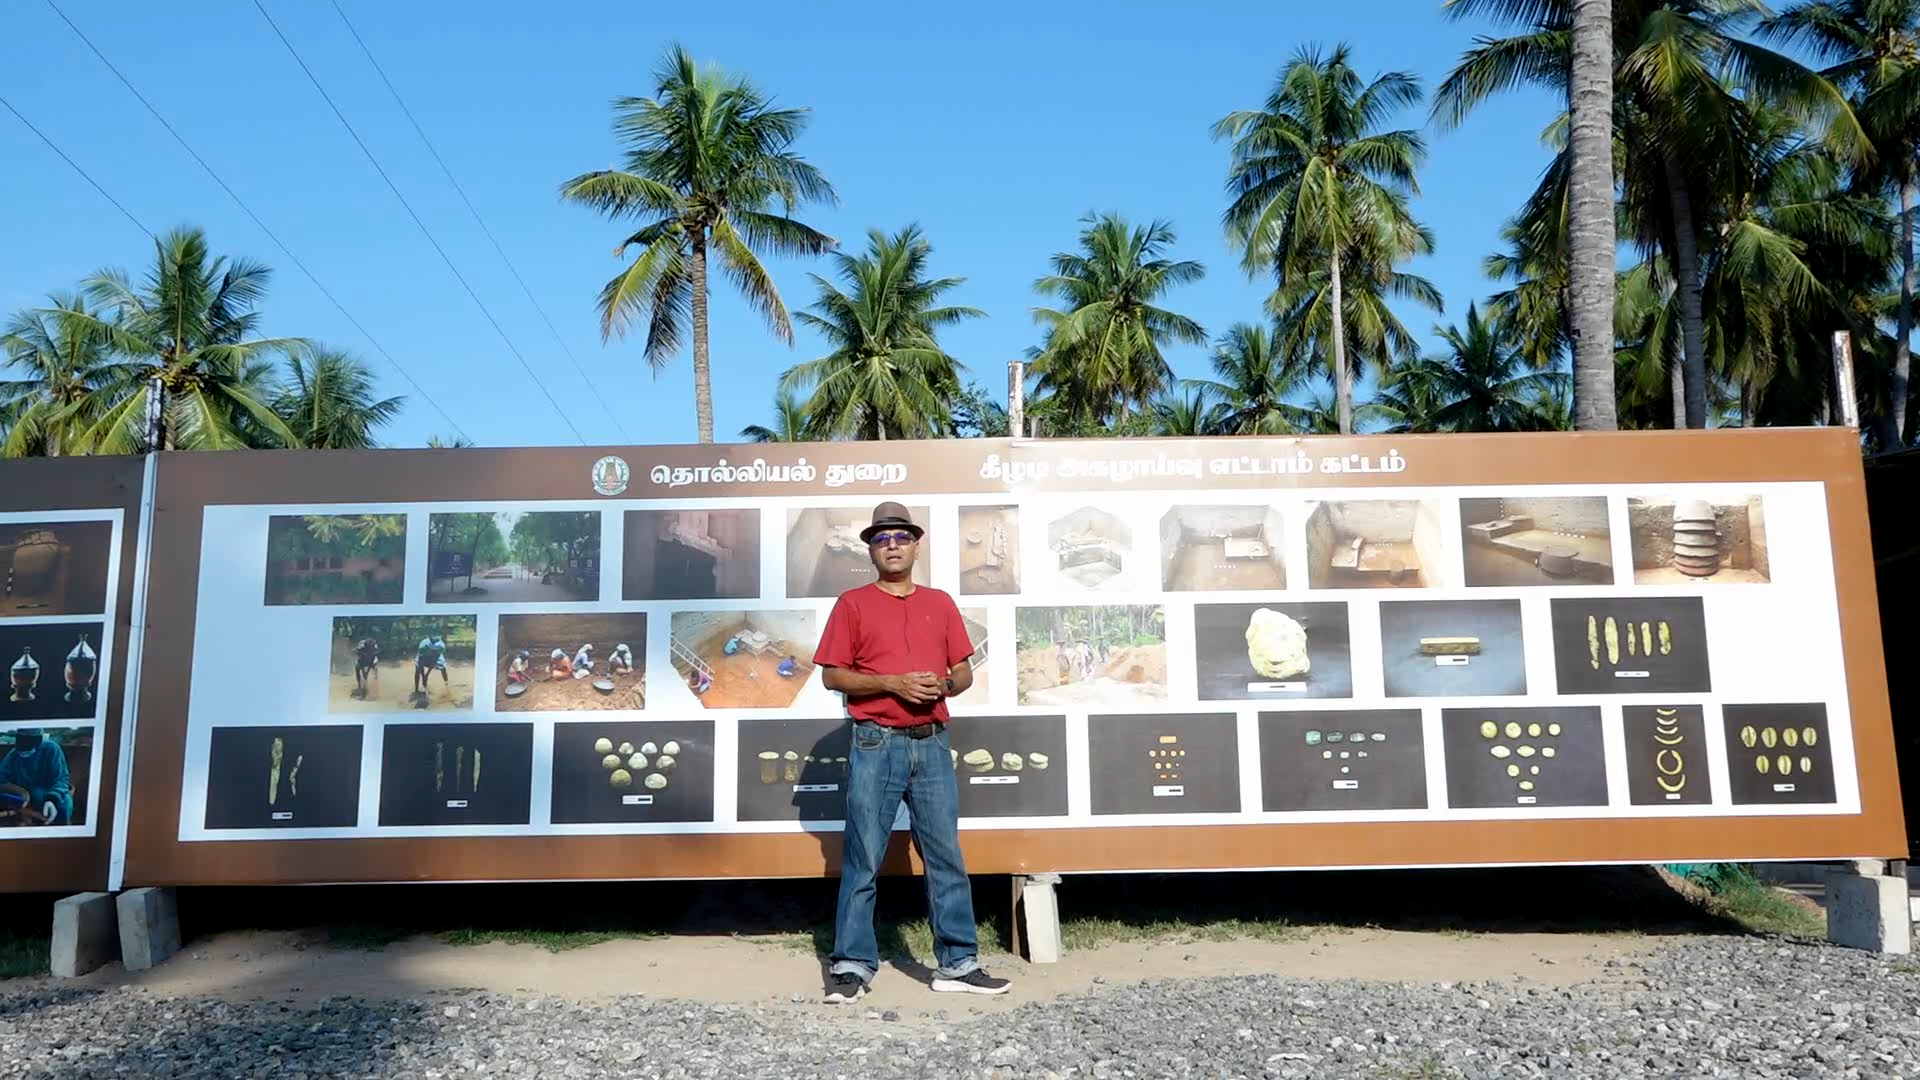 தொல்லியல் துறை கீழடி அகழாய்வு எட்டாம் கட்டம்